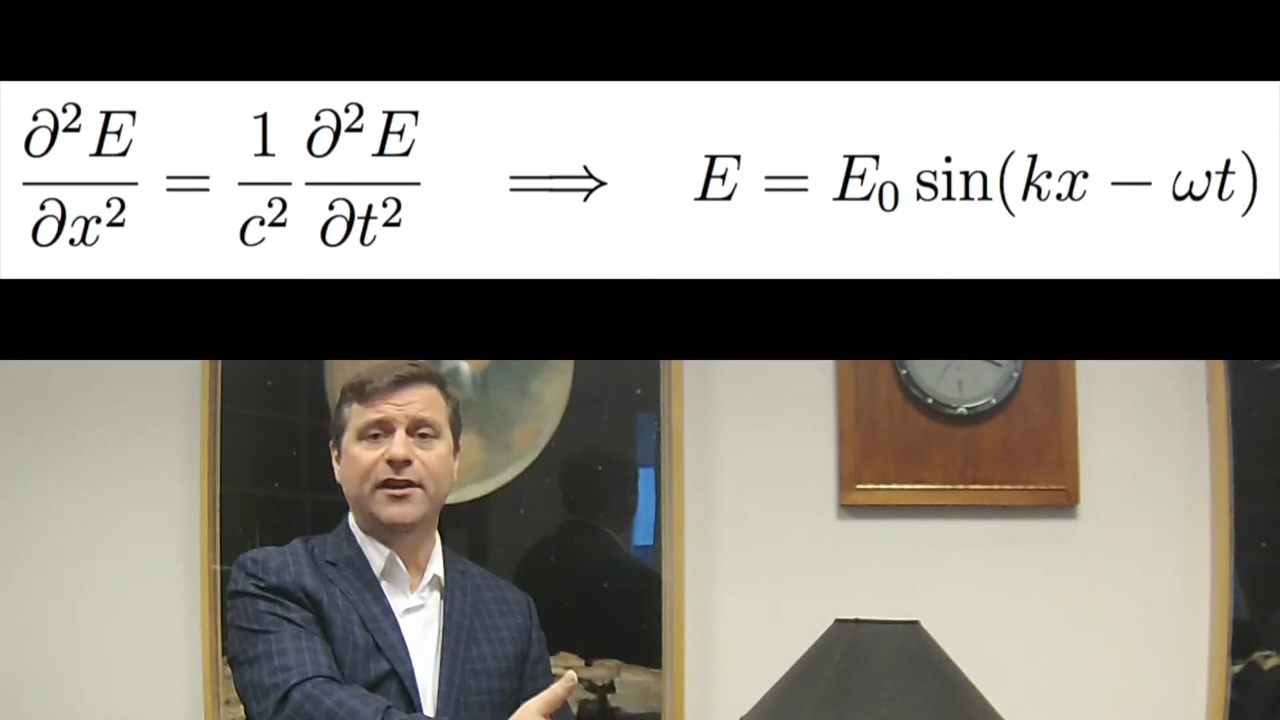 ∂²E/∂x² = 1/c² ∂²E/∂t² ⟹ E = E₀ sin(kx − ωt)